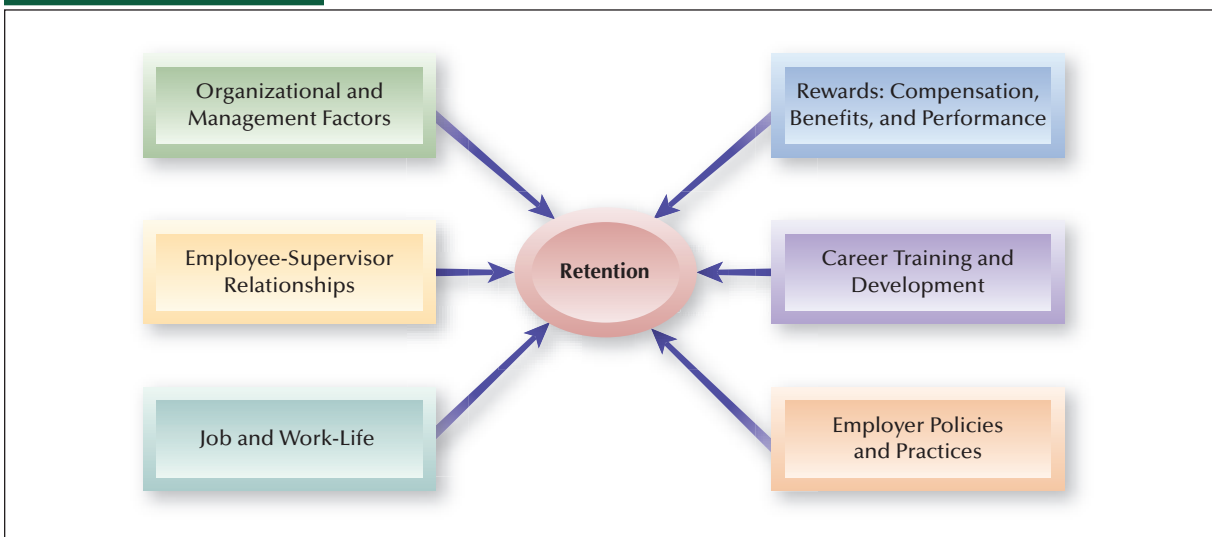 Organizational and
Management Factors
Rewards: Compensation,
Benefits, and Performance
Employee-Supervisor
Relationships
Retention
Career Training and
Development
Job and Work-Life
Employer Policies
and Practices